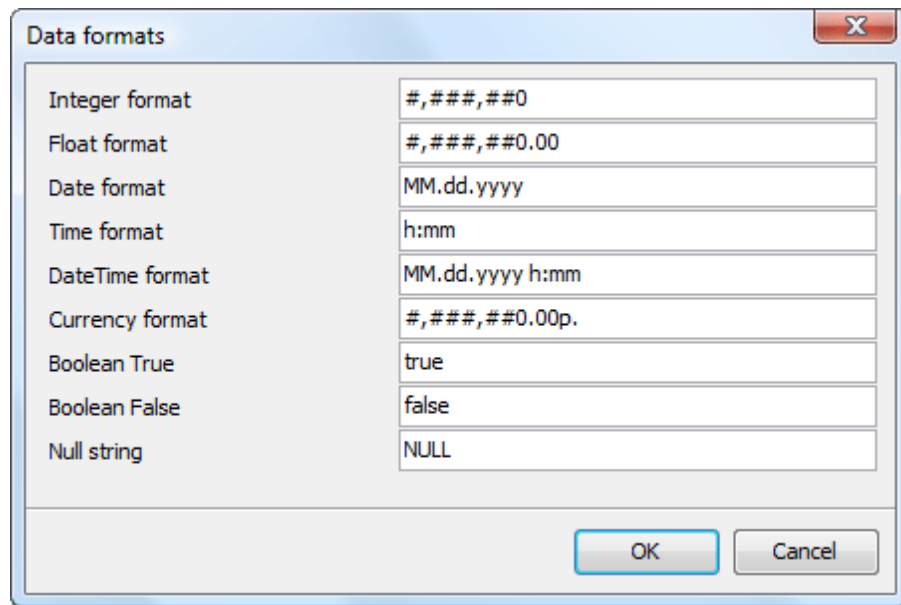 Data formats
Integer format #,###,##0
Float format #,###,##0.00
Date format MM.dd.yyyy
Time format h:mm
DateTime format MM.dd.yyyy h:mm
Currency format #,###,##0.00p.
Boolean True true
Boolean False false
Null string NULL
OK Cancel